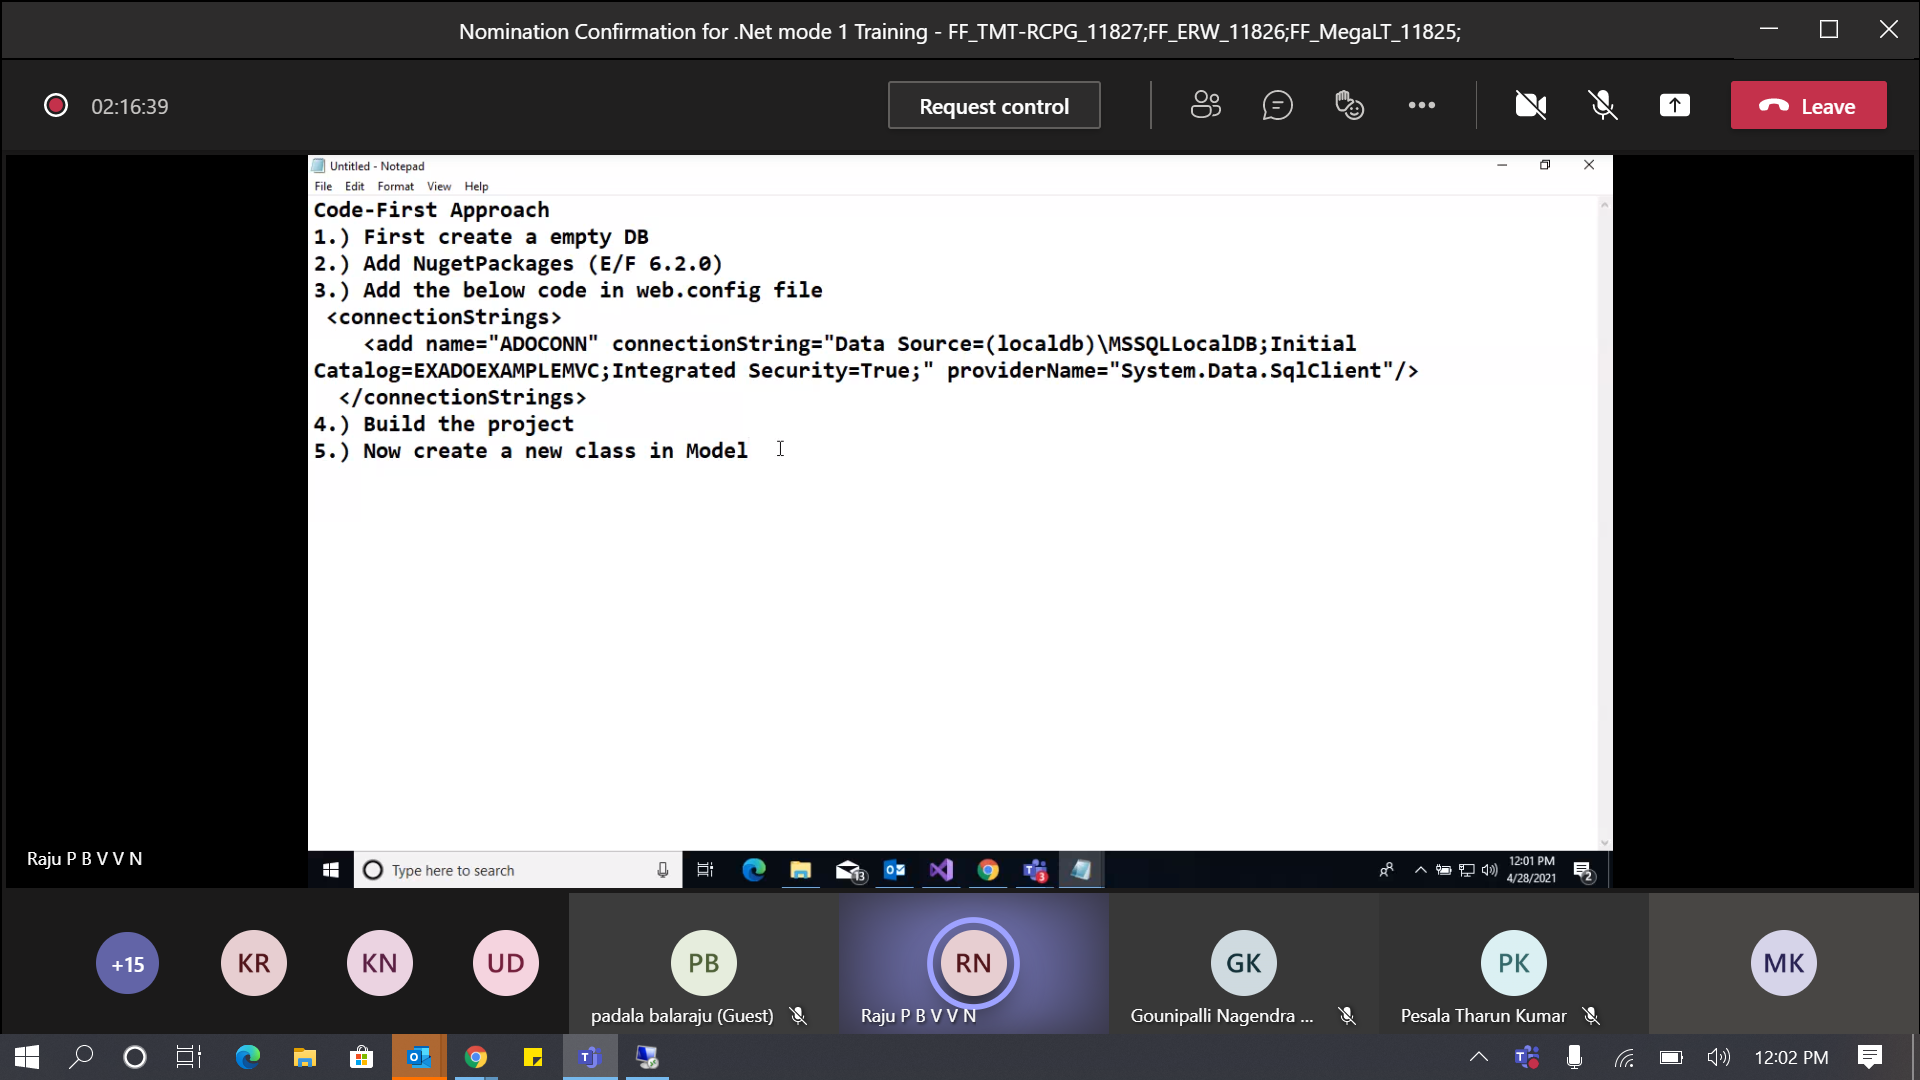 Nomination Confirmation for .Net mode 1 Training - FF_TMT-RCPG_11827;FF_ERW_11826;FF_MegaLT_11825;
02:16:39
Request control
Leave
Untitled - Notepad
File Edit Format View Help
Code-First Approach
1.) First create a empty DB
2.) Add NugetPackages (E/F 6.2.0)
3.) Add the below code in web.config file
<connectionStrings>
<add name="ADOCONN" connectionString="Data Source=(localdb)\MSSQLLocalDB;Initial
Catalog=EXADOEXAMPLEMVC;Integrated Security=True;" providerName="System.Data.SqlClient"/>
</connectionStrings>
4.) Build the project
5.) Now create a new class in Model
Raju P B V V N
Type here to search
13
3
12:01 PM
4/28/2021
2
+15
KR
KN
UD
PB
RN
GK
PK
MK
padala balaraju (Guest)
Raju P B V V N
Gounipalli Nagendra ...
Pesala Tharun Kumar
12:02 PM